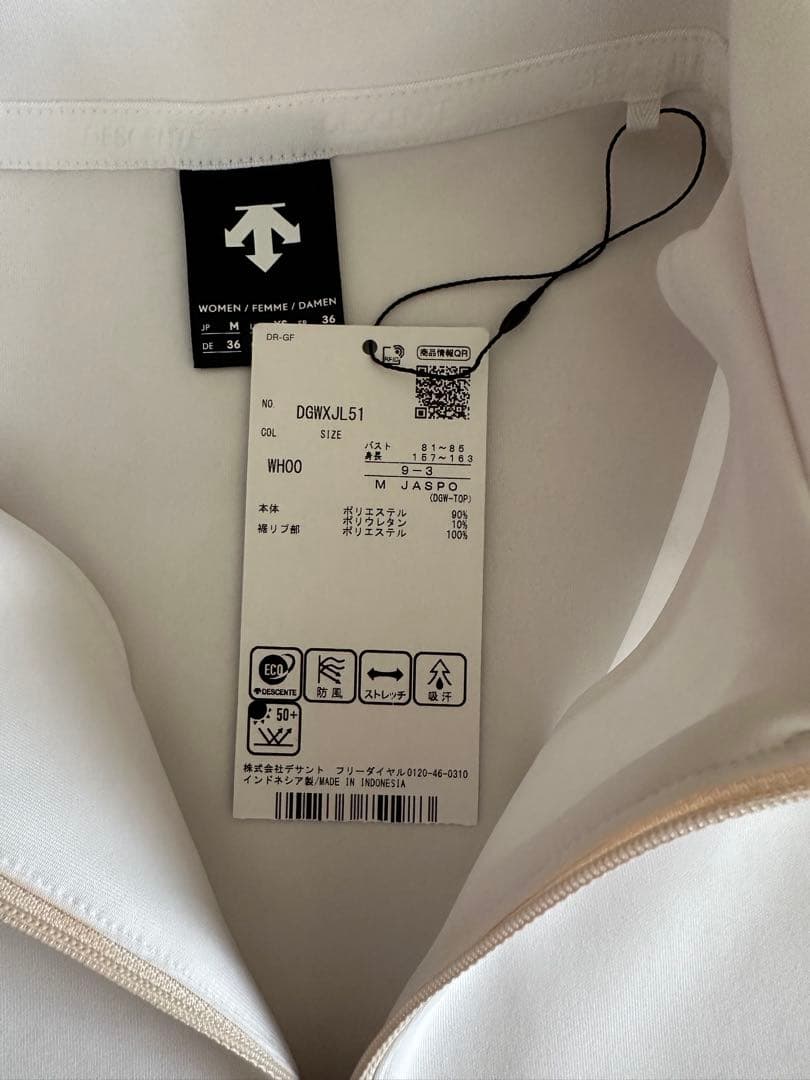 WOMEN / FEMME / DAMEN
JP M
36
DE 36
DR-GF
RFID
商品情報QR
NO. DGWXJL51
COL SIZE
バスト 81~85
身長 157~163
WH00
9-3
M JASPO
(DGW-TOP)
本体 ポリエステル 90%
ポリウレタン 10%
裾リブ部 ポリエステル 100%
ECO
DESCENTE
防風
ストレッチ
吸汗
50+
株式会社デサント フリーダイヤル0120-46-0310
インドネシア製/MADE IN INDONESIA